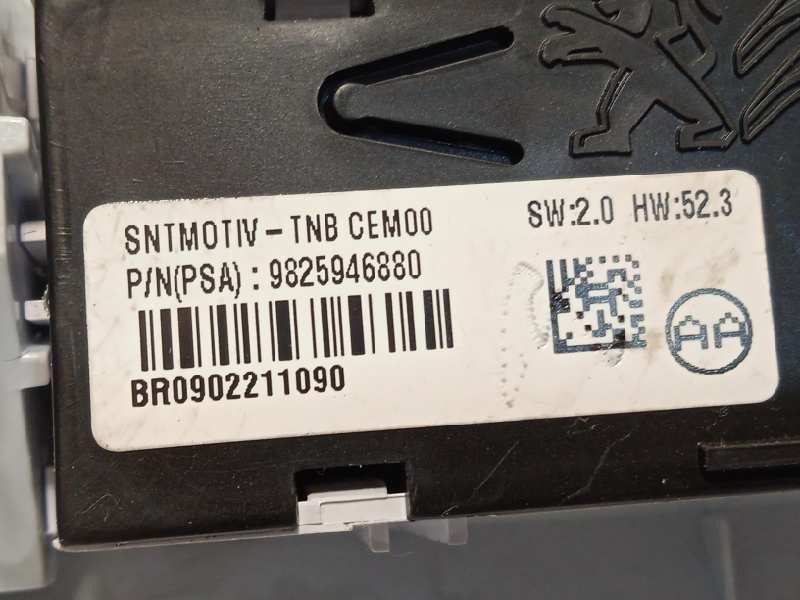 SNTMOTIV - TNB CEM00
SW:2.0 HW:52.3
P/N(PSA) : 9825946880
BR0902211090
AA